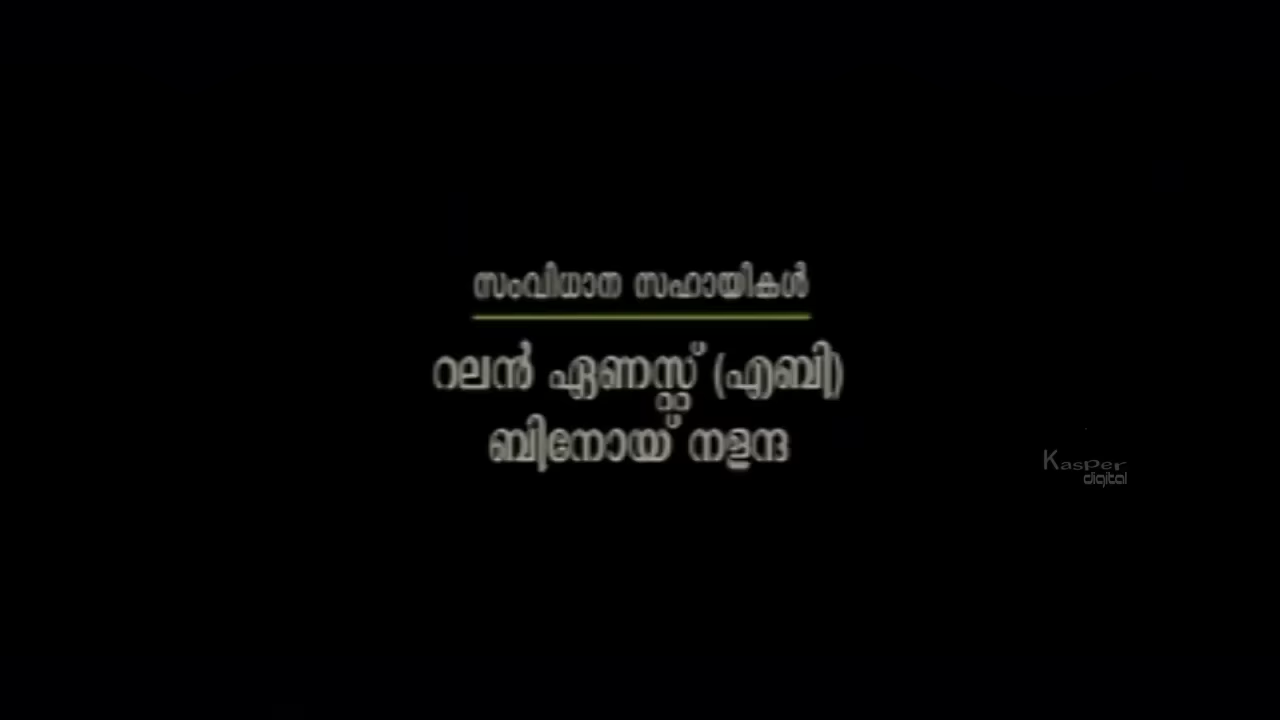 സംവിധാന സഹായികൾ
റലൻ ഏണസ്റ്റ് (എബി)
ബിനോയ് നളന്ദ
Kasper
digital